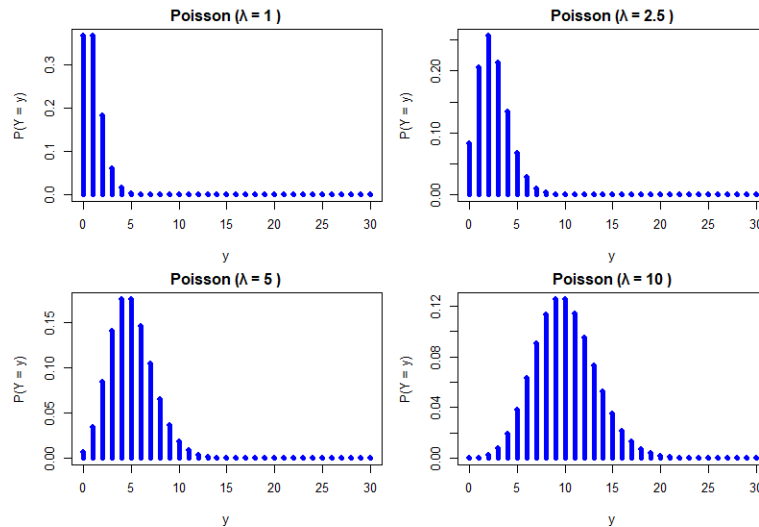 Poisson (λ = 1 )
P(Y = y)
0.3
0.2
0.1
0.0
0 5 10 15 20 25 30
y
Poisson (λ = 2.5 )
P(Y = y)
0.20
0.10
0.00
0 5 10 15 20 25 30
y
Poisson (λ = 5 )
P(Y = y)
0.15
0.10
0.05
0.00
0 5 10 15 20 25 30
y
Poisson (λ = 10 )
P(Y = y)
0.12
0.08
0.04
0.00
0 5 10 15 20 25 30
y